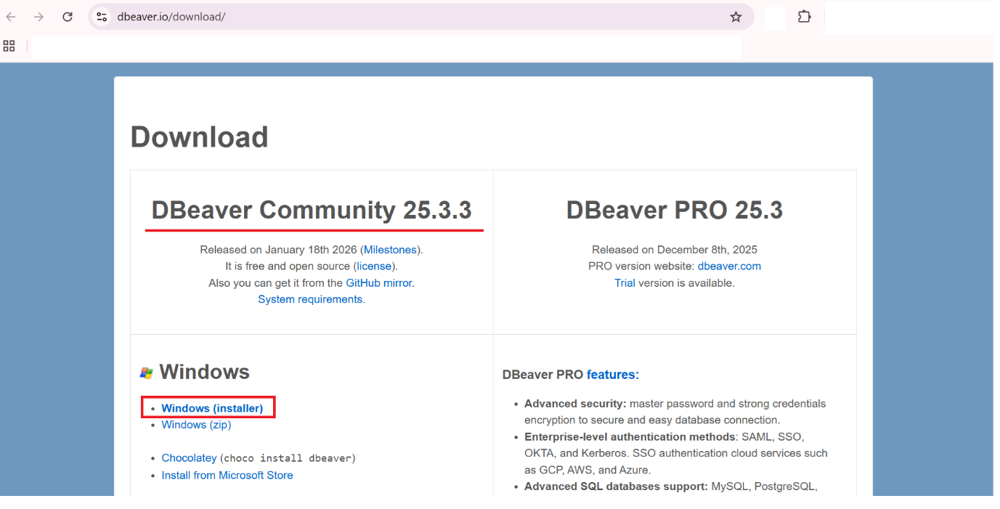 dbeaver.io/download/
Download
DBeaver Community 25.3.3
Released on January 18th 2026 (Milestones).
It is free and open source (license).
Also you can get it from the GitHub mirror.
System requirements.
DBeaver PRO 25.3
Released on December 8th, 2025
PRO version website: dbeaver.com
Trial version is available.
Windows
• Windows (installer)
• Windows (zip)
• Chocolatey (choco install dbeaver)
• Install from Microsoft Store
DBeaver PRO features:
• Advanced security: master password and strong credentials
encryption to secure and easy database connection.
• Enterprise-level authentication methods: SAML, SSO,
OKTA, and Kerberos. SSO authentication cloud services such
as GCP, AWS, and Azure.
• Advanced SQL databases support: MySQL, PostgreSQL,